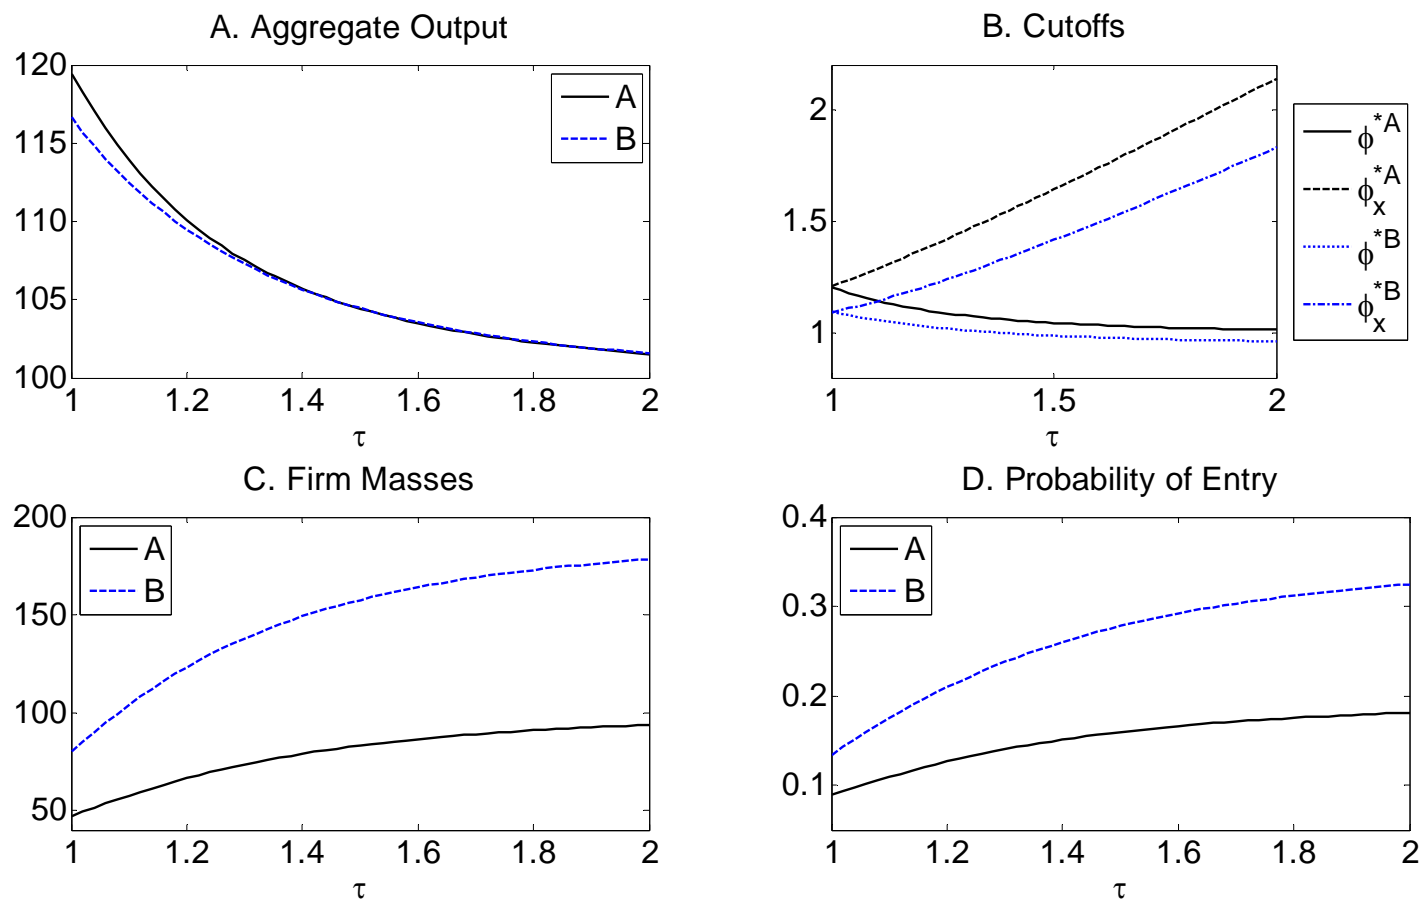 A. Aggregate Output
120
115
110
105
100
1 1.2 1.4 1.6 1.8 2
τ
A
B
B. Cutoffs
2
1.5
1
1 1.5 2
τ
ϕ*A
ϕx*A
ϕ*B
ϕx*B
C. Firm Masses
200
150
100
50
1 1.2 1.4 1.6 1.8 2
τ
A
B
D. Probability of Entry
0.4
0.3
0.2
0.1
1 1.2 1.4 1.6 1.8 2
τ
A
B